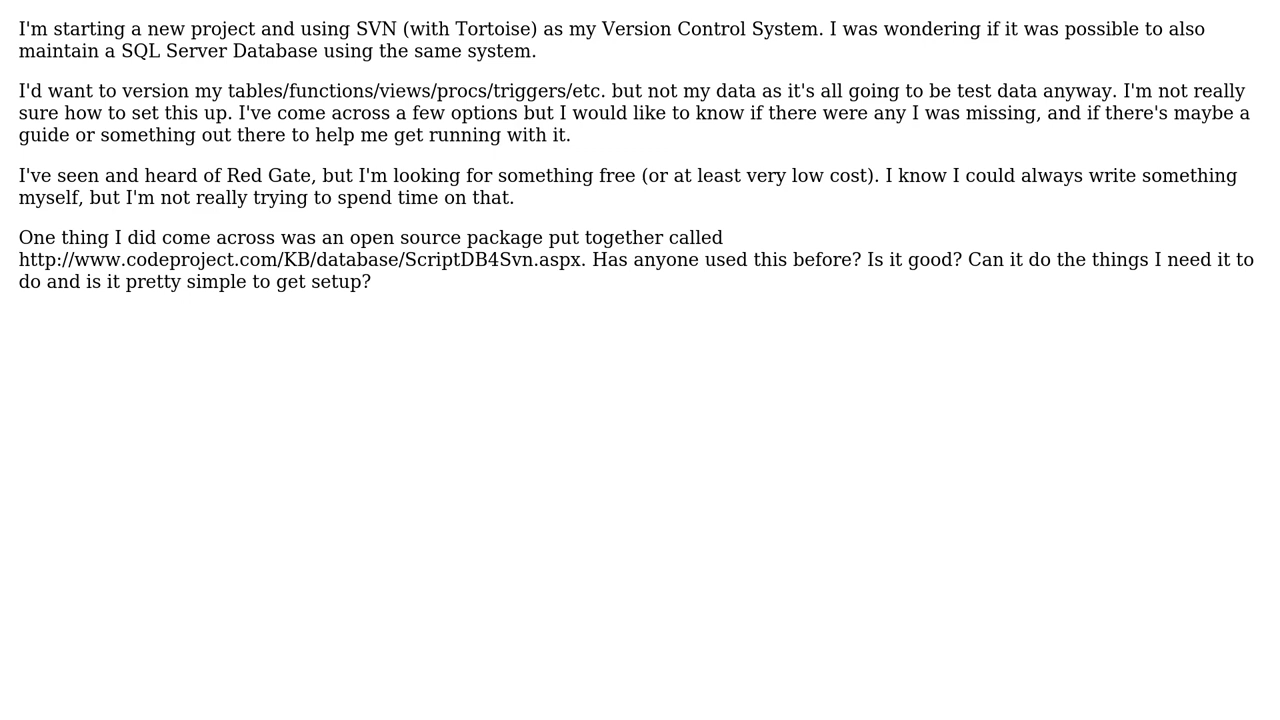 I'm starting a new project and using SVN (with Tortoise) as my Version Control System. I was wondering if it was possible to also
maintain a SQL Server Database using the same system.
I'd want to version my tables/functions/views/procs/triggers/etc. but not my data as it's all going to be test data anyway. I'm not really
sure how to set this up. I've come across a few options but I would like to know if there were any I was missing, and if there's maybe a
guide or something out there to help me get running with it.
I've seen and heard of Red Gate, but I'm looking for something free (or at least very low cost). I know I could always write something
myself, but I'm not really trying to spend time on that.
One thing I did come across was an open source package put together called
http://www.codeproject.com/KB/database/ScriptDB4Svn.aspx. Has anyone used this before? Is it good? Can it do the things I need it to
do and is it pretty simple to get setup?